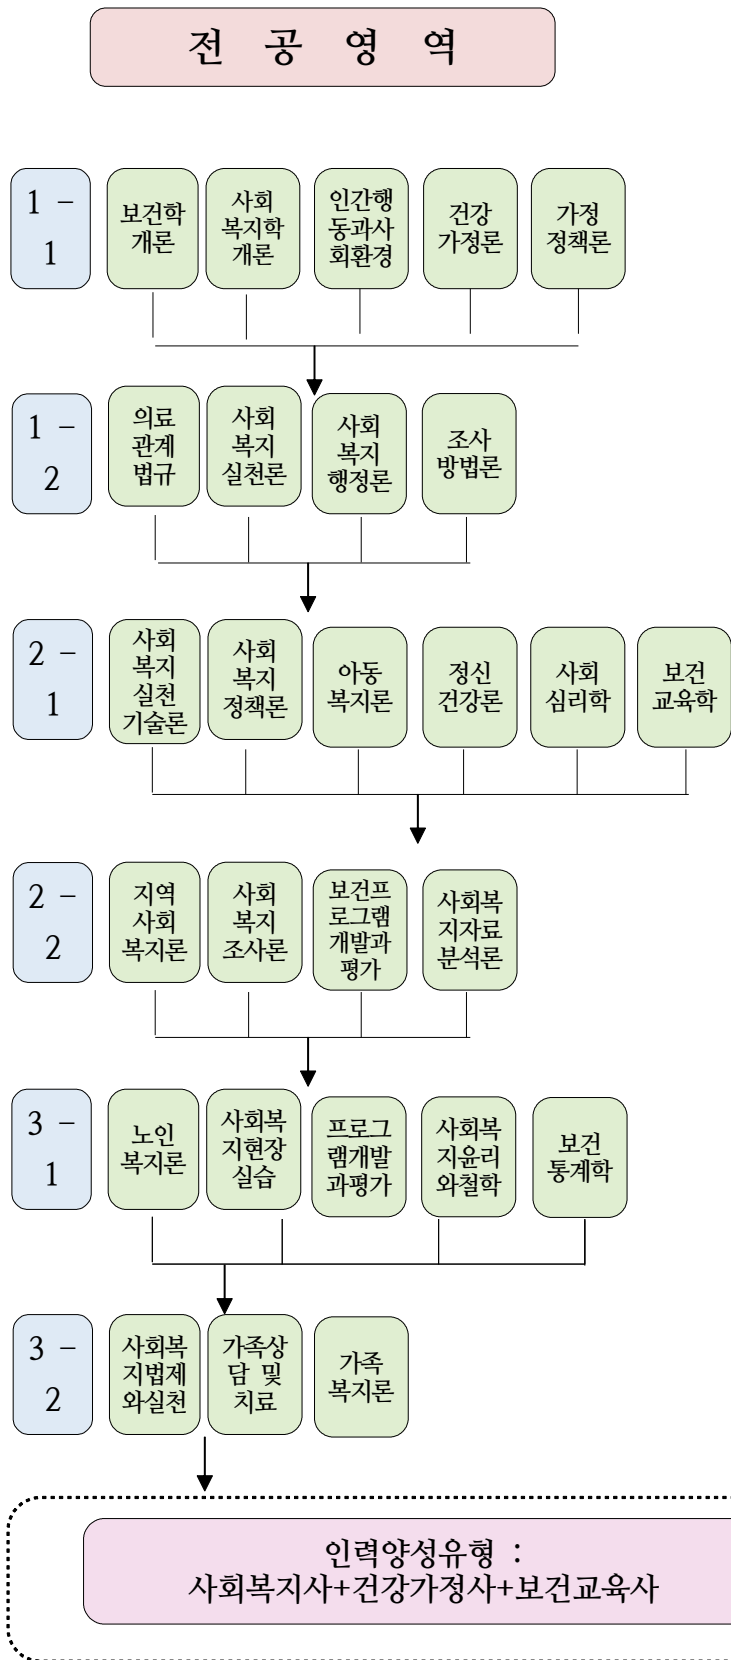 전 공 영 역
1 -
1
보건학
개론
사회
복지학
개론
인간행
동과사
회환경
건강
가정론
가정
정책론
1 -
2
의료
관계
법규
사회
복지
실천론
사회
복지
행정론
조사
방법론
2 -
1
사회
복지
실천
기술론
사회
복지
정책론
아동
복지론
정신
건강론
사회
심리학
보건
교육학
2 -
2
지역
사회
복지론
사회
복지
조사론
보건프
로그램
개발과
평가
사회복
지자료
분석론
3 -
1
노인
복지론
사회복
지현장
실습
프로그
램개발
과평가
사회복
지윤리
와철학
보건
통계학
3 -
2
사회복
지법제
와실천
가족상
담 및
치료
가족
복지론
인력양성유형 :
사회복지사+건강가정사+보건교육사